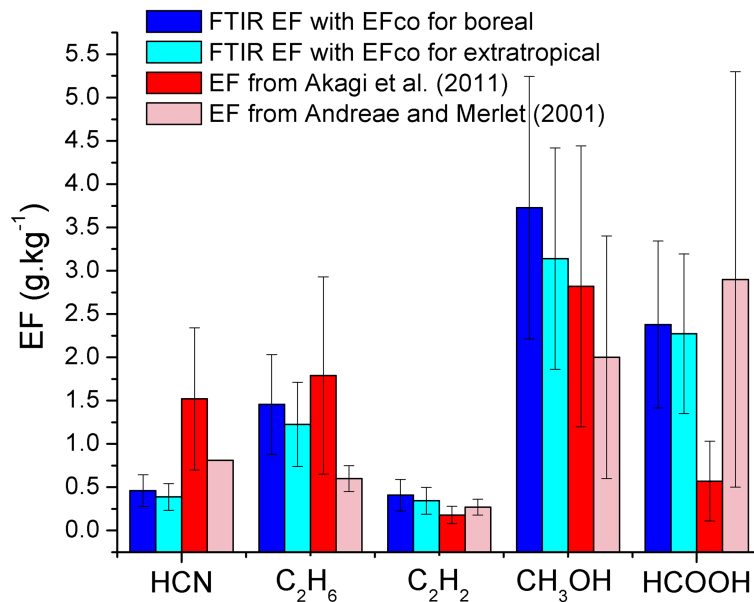 FTIR EF with EFco for boreal
FTIR EF with EFco for extratropical
EF from Akagi et al. (2011)
EF from Andreae and Merlet (2001)
5.5
5.0
4.5
4.0
3.5
3.0
2.5
2.0
1.5
1.0
0.5
0.0
EF (g.kg⁻¹)
HCN C₂H₆ C₂H₂ CH₃OH HCOOH